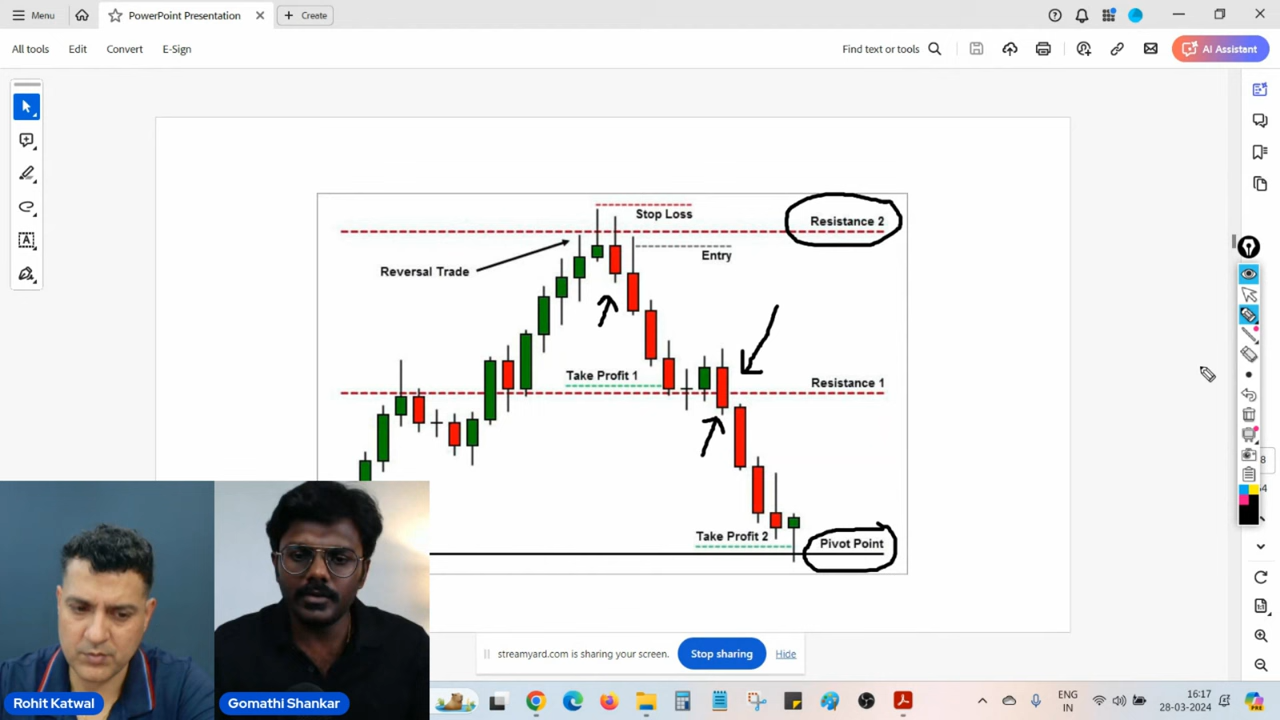 Menu
PowerPoint Presentation
Create
All tools
Edit
Convert
E-Sign
Find text or tools
AI Assistant
Stop Loss
Resistance 2
Entry
Reversal Trade
Take Profit 1
Resistance 1
Take Profit 2
Pivot Point
streamyard.com is sharing your screen.
Stop sharing
Hide
Rohit Katwal
Gomathi Shankar
ENG
IN
16:17
28-03-2024